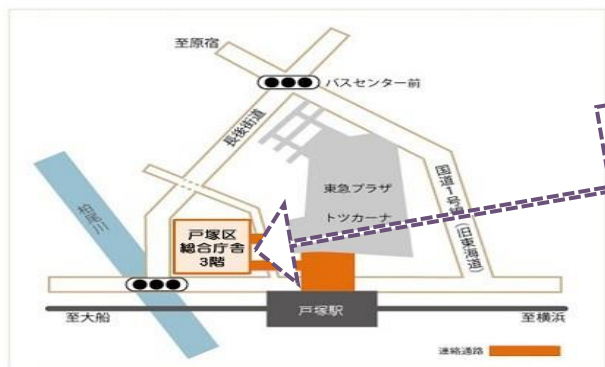 至原宿
バスセンター前
長後街道
柏尾川
東急プラザ
トツカーナ
国道1号線(旧東海道)
戸塚区
総合庁舎
3階
至大船
戸塚駅
至横浜
連絡通路